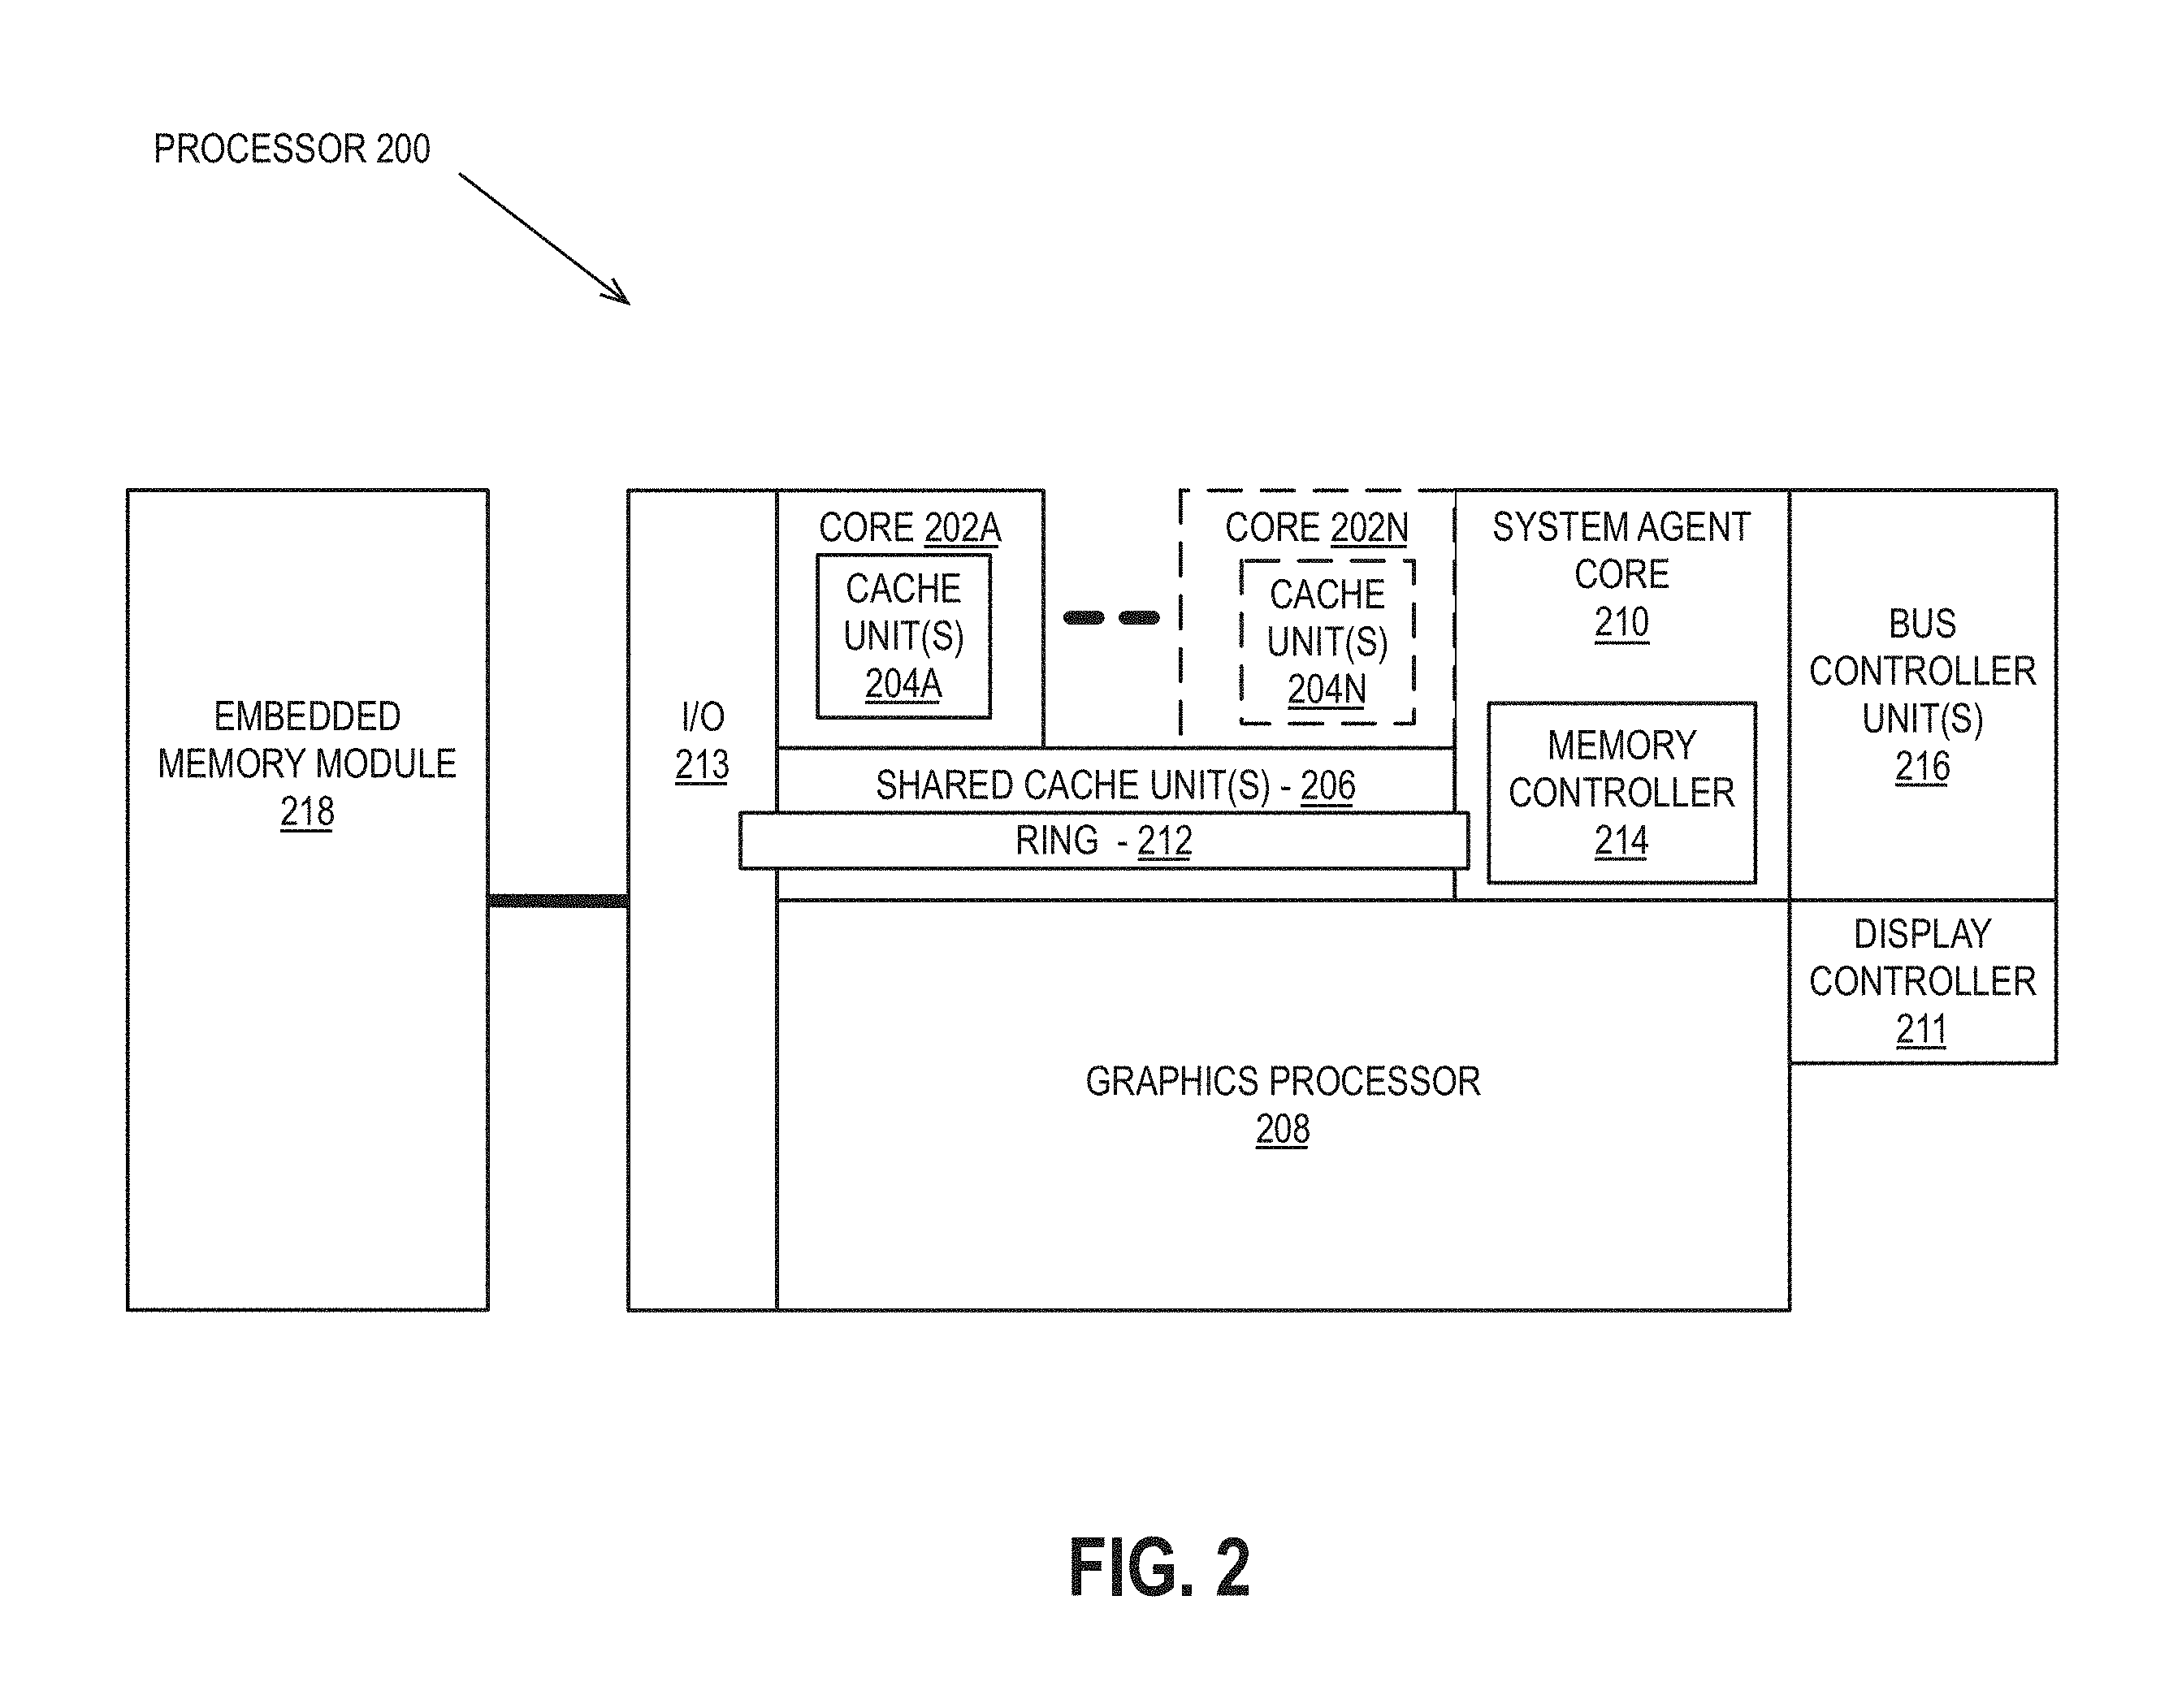 PROCESSOR 200
EMBEDDED
MEMORY MODULE
218
I/O
213
CORE 202A
CACHE
UNIT(S)
204A
CORE 202N
CACHE
UNIT(S)
204N
SHARED CACHE UNIT(S) - 206
RING - 212
SYSTEM AGENT
CORE
210
MEMORY
CONTROLLER
214
BUS
CONTROLLER
UNIT(S)
216
DISPLAY
CONTROLLER
211
GRAPHICS PROCESSOR
208
FIG. 2